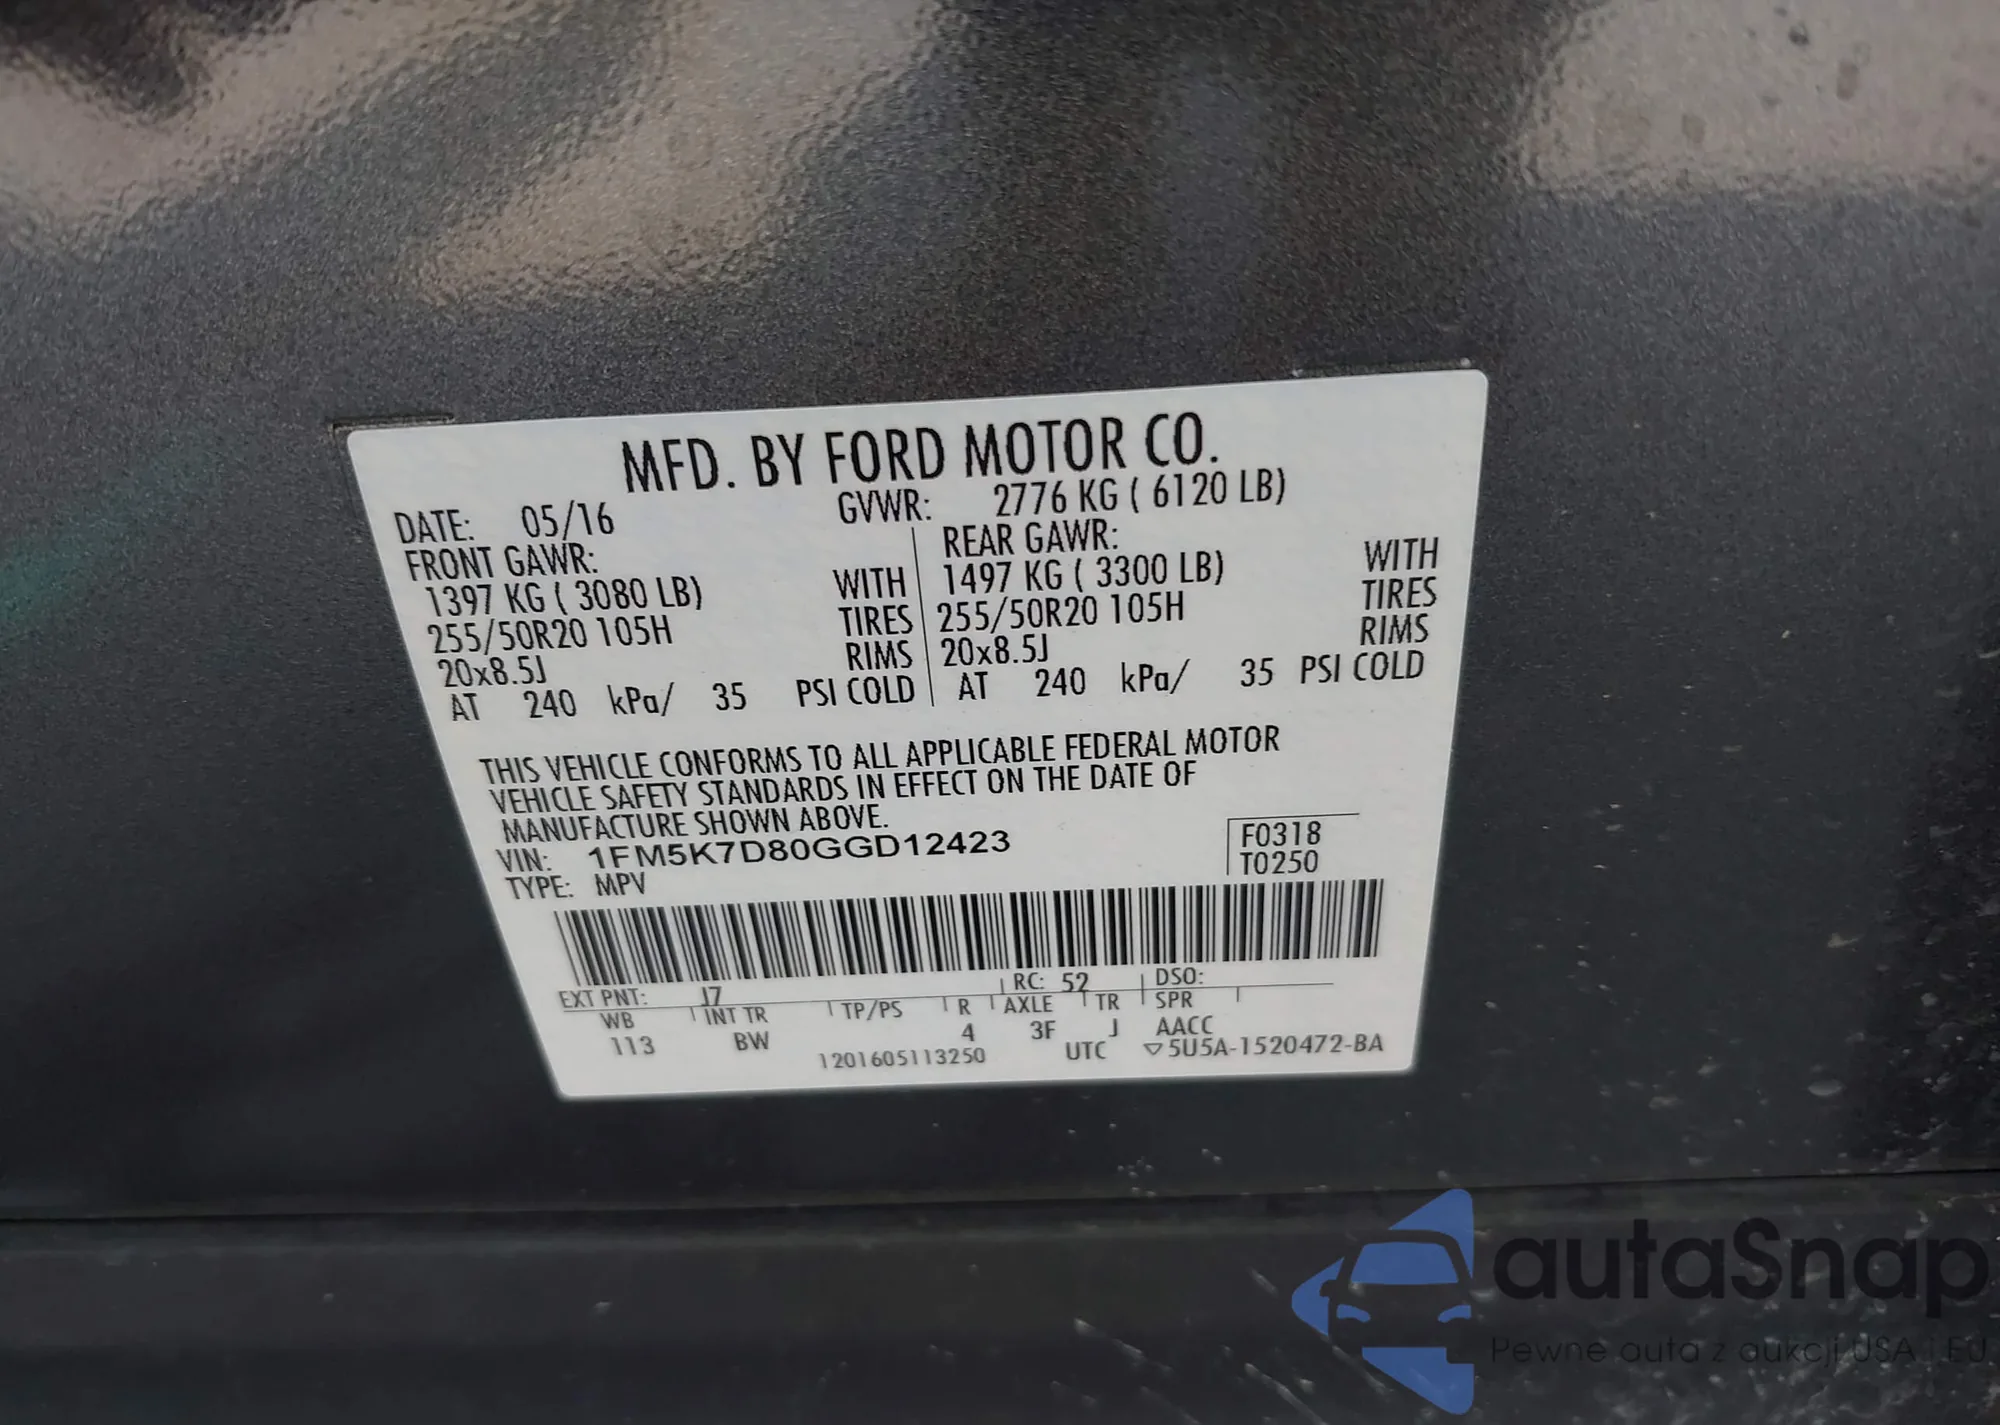 MFD. BY FORD MOTOR CO.
DATE: 05/16 GVWR: 2776 KG ( 6120 LB)
FRONT GAWR: REAR GAWR:
1397 KG ( 3080 LB) WITH 1497 KG ( 3300 LB) WITH
255/50R20 105H TIRES 255/50R20 105H TIRES
20x8.5J RIMS 20x8.5J RIMS
AT 240 kPa/ 35 PSI COLD AT 240 kPa/ 35 PSI COLD
THIS VEHICLE CONFORMS TO ALL APPLICABLE FEDERAL MOTOR
VEHICLE SAFETY STANDARDS IN EFFECT ON THE DATE OF
MANUFACTURE SHOWN ABOVE.
VIN: 1FM5K7D80GGD12423 F0318
TYPE: MPV T0250
EXT PNT: J7 RC: 52 DSO:
WB INT TR TP/PS R AXLE TR SPR
113 BW 4 3F J AACC
1201605113250 UTC ▽5U5A-1520472-BA
autaSnap
Pewne auta z aukcji USA i EU